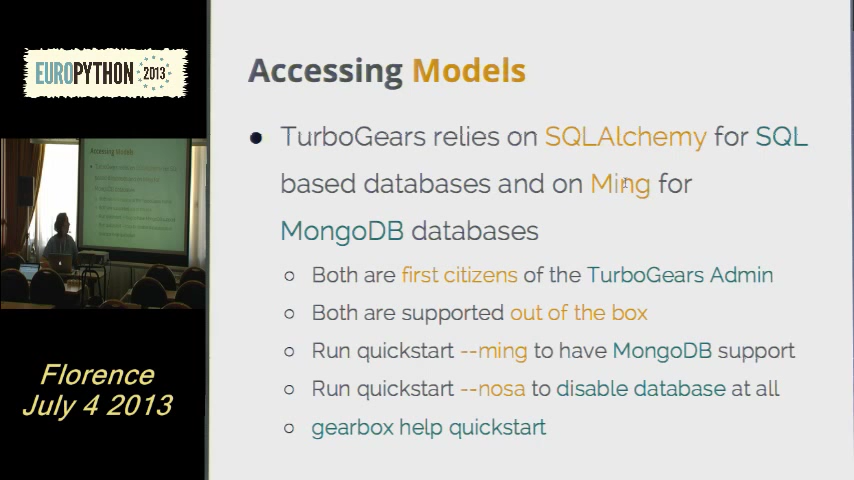 EUROPYTHON 2013
Accessing Models
TurboGears relies on SQLAlchemy for SQL
based databases and on Ming for
MongoDB databases
Both are first citizens of the TurboGears Admin
Both are supported out of the box
Run quickstart --ming to have MongoDB support
Run quickstart --nosa to disable database at all
gearbox help quickstart
Florence
July 4 2013